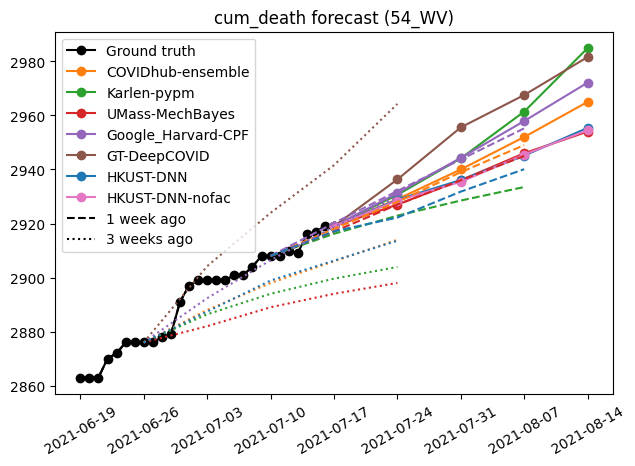 cum_death forecast (54_WV)
Ground truth
COVIDhub-ensemble
Karlen-pypm
UMass-MechBayes
Google_Harvard-CPF
GT-DeepCOVID
HKUST-DNN
HKUST-DNN-nofac
1 week ago
3 weeks ago
2980
2960
2940
2920
2900
2880
2860
2021-06-19
2021-06-26
2021-07-03
2021-07-10
2021-07-17
2021-07-24
2021-07-31
2021-08-07
2021-08-14